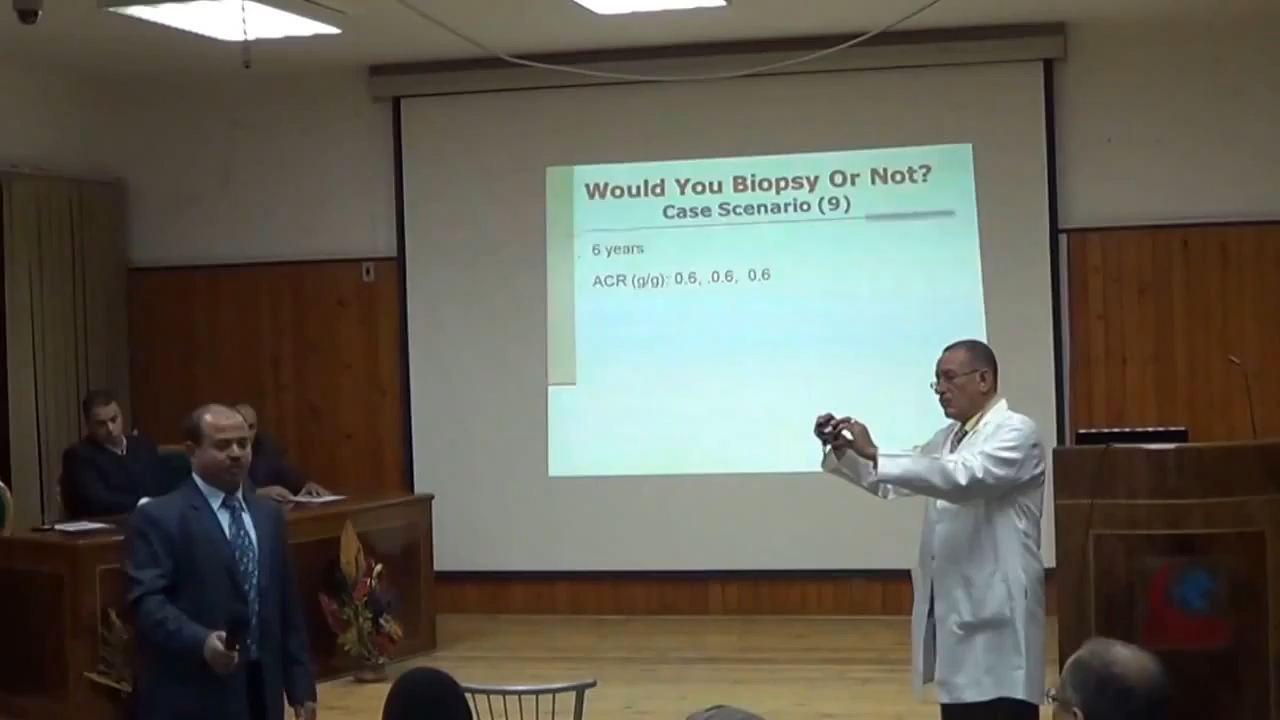 Would You Biopsy Or Not?
Case Scenario (9)
6 years
ACR (g/g): 0.6, .0.6, 0.6